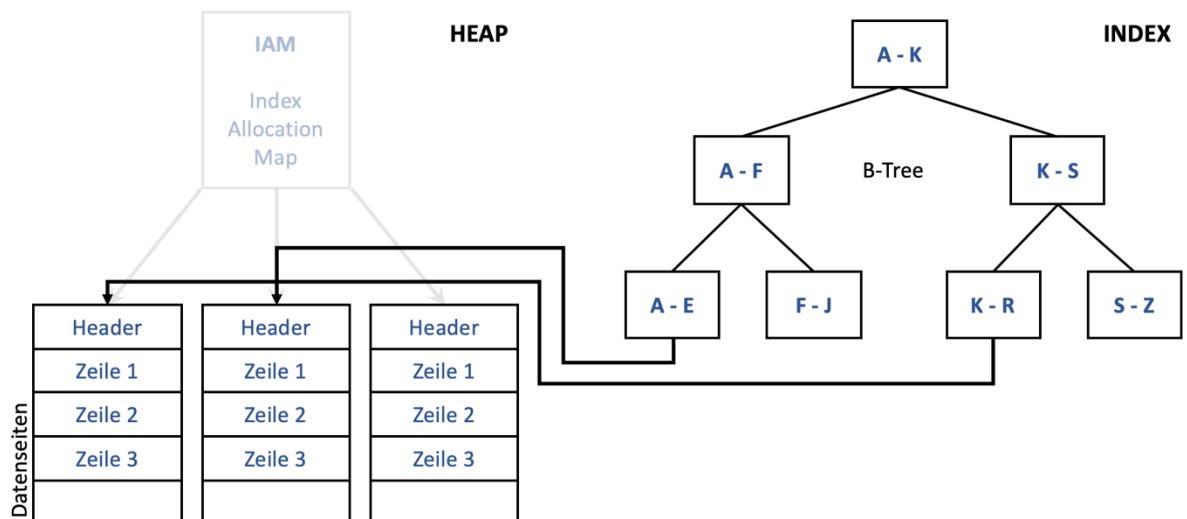 IAM
Index
Allocation
Map
HEAP
INDEX
A - K
A - F
B-Tree
K - S
A - E
F - J
K - R
S - Z
Datenseiten
Header
Zeile 1
Zeile 2
Zeile 3
Header
Zeile 1
Zeile 2
Zeile 3
Header
Zeile 1
Zeile 2
Zeile 3